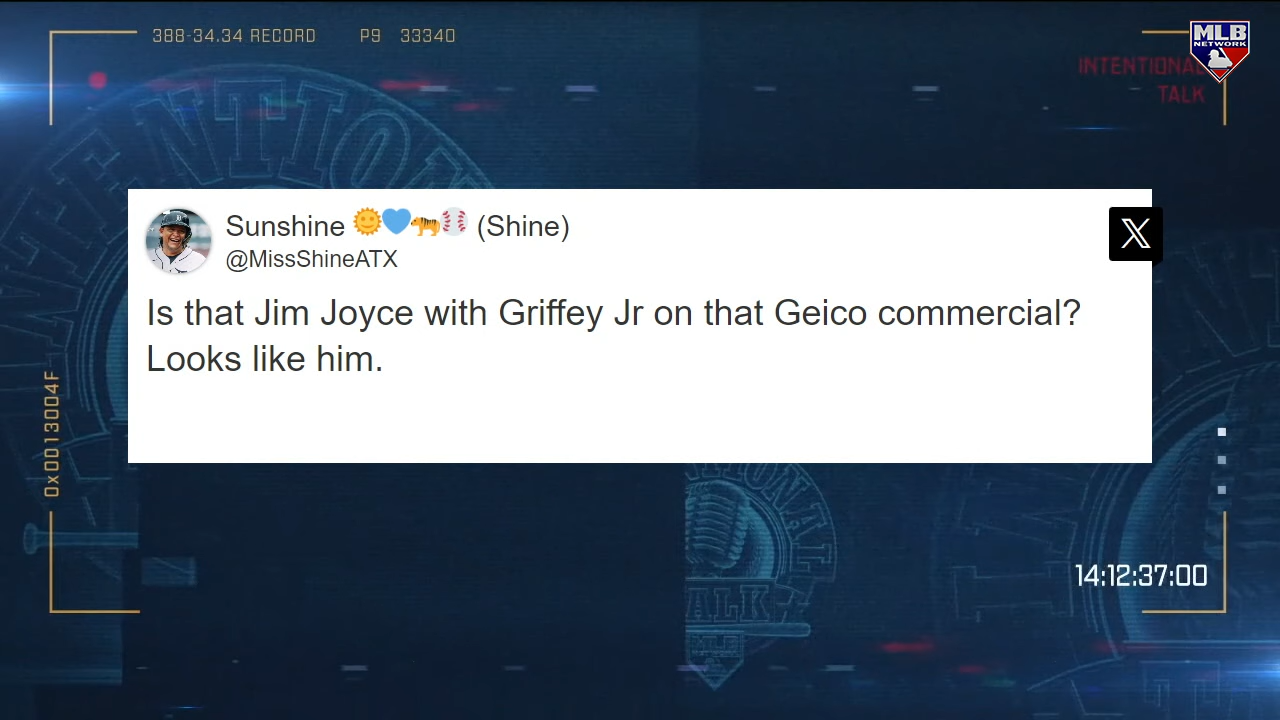 388-34.34 RECORD P9 33340
MLB
NETWORK
INTENTIONAL
TALK
Sunshine 🌞💙🐅⚾ (Shine)
@MissShineATX
X
Is that Jim Joyce with Griffey Jr on that Geico commercial?
Looks like him.
0x0013004F
14:12:37:00